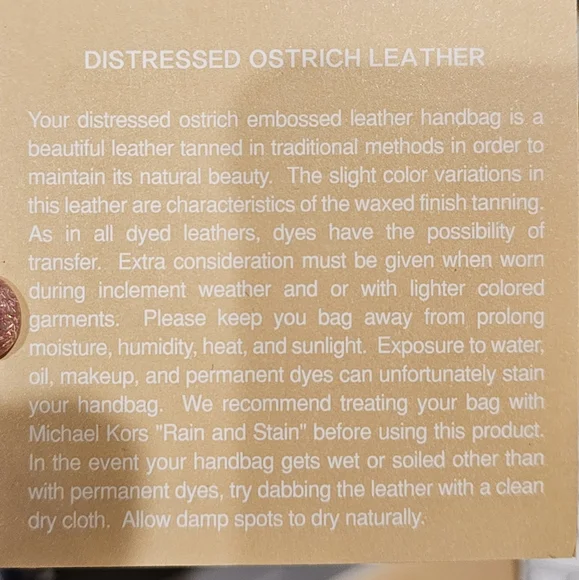 DISTRESSED OSTRICH LEATHER
Your distressed ostrich embossed leather handbag is a
beautiful leather tanned in traditional methods in order to
maintain its natural beauty. The slight color variations in
this leather are characteristics of the waxed finish tanning.
As in all dyed leathers, dyes have the possibility of
transfer. Extra consideration must be given when worn
during inclement weather and or with lighter colored
garments. Please keep you bag away from prolong
moisture, humidity, heat, and sunlight. Exposure to water,
oil, makeup, and permanent dyes can unfortunately stain
your handbag. We recommend treating your bag with
Michael Kors "Rain and Stain" before using this product.
In the event your handbag gets wet or soiled other than
with permanent dyes, try dabbing the leather with a clean
dry cloth. Allow damp spots to dry naturally.